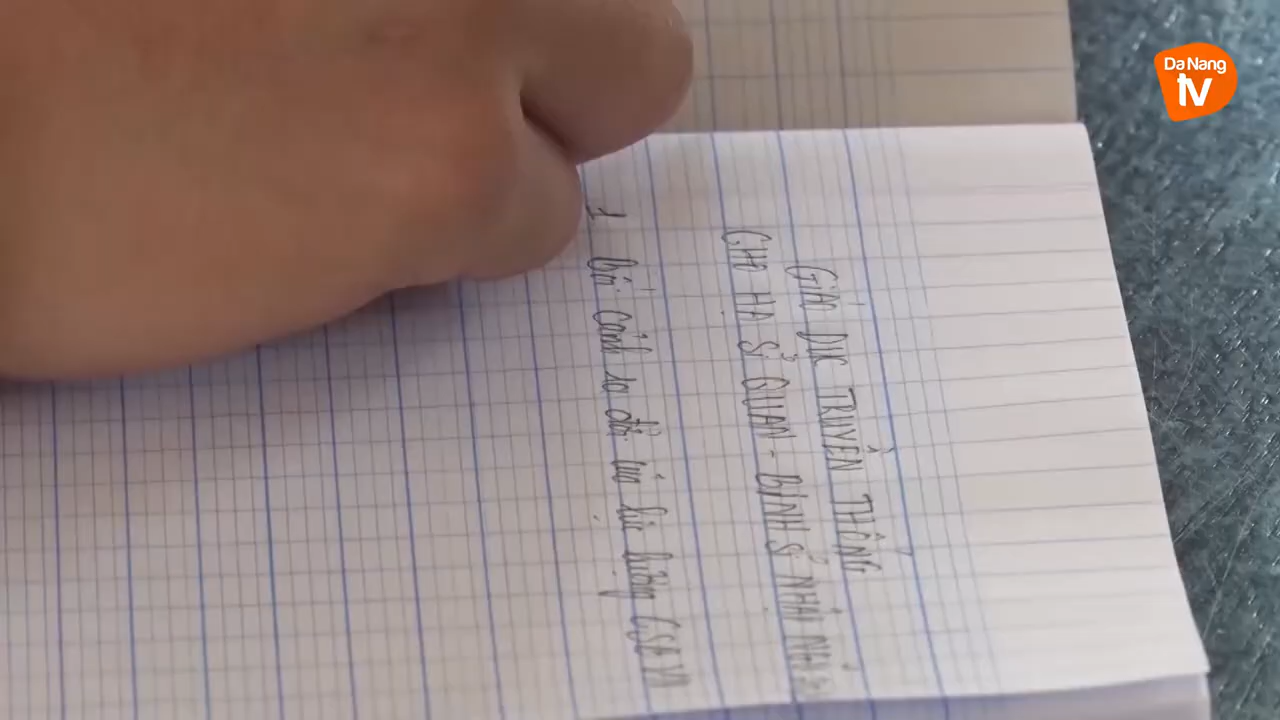 GIÁO DỤC TRUYỀN THỐNG
CHO HẠ SĨ QUAN - BINH SĨ NHẬP
1. Bối cảnh ra đời của lực lượng CSCĐ
Da Nang
tv